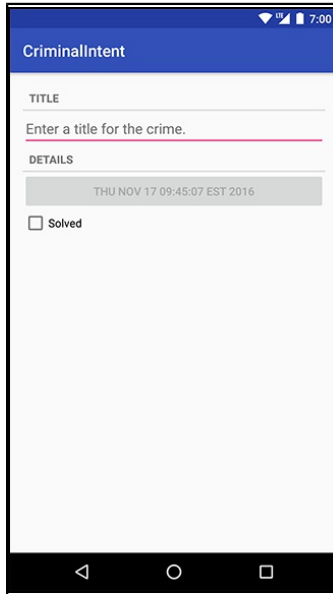 LTE 7:00
CriminalIntent
TITLE
Enter a title for the crime.
DETAILS
THU NOV 17 09:45:07 EST 2016
Solved